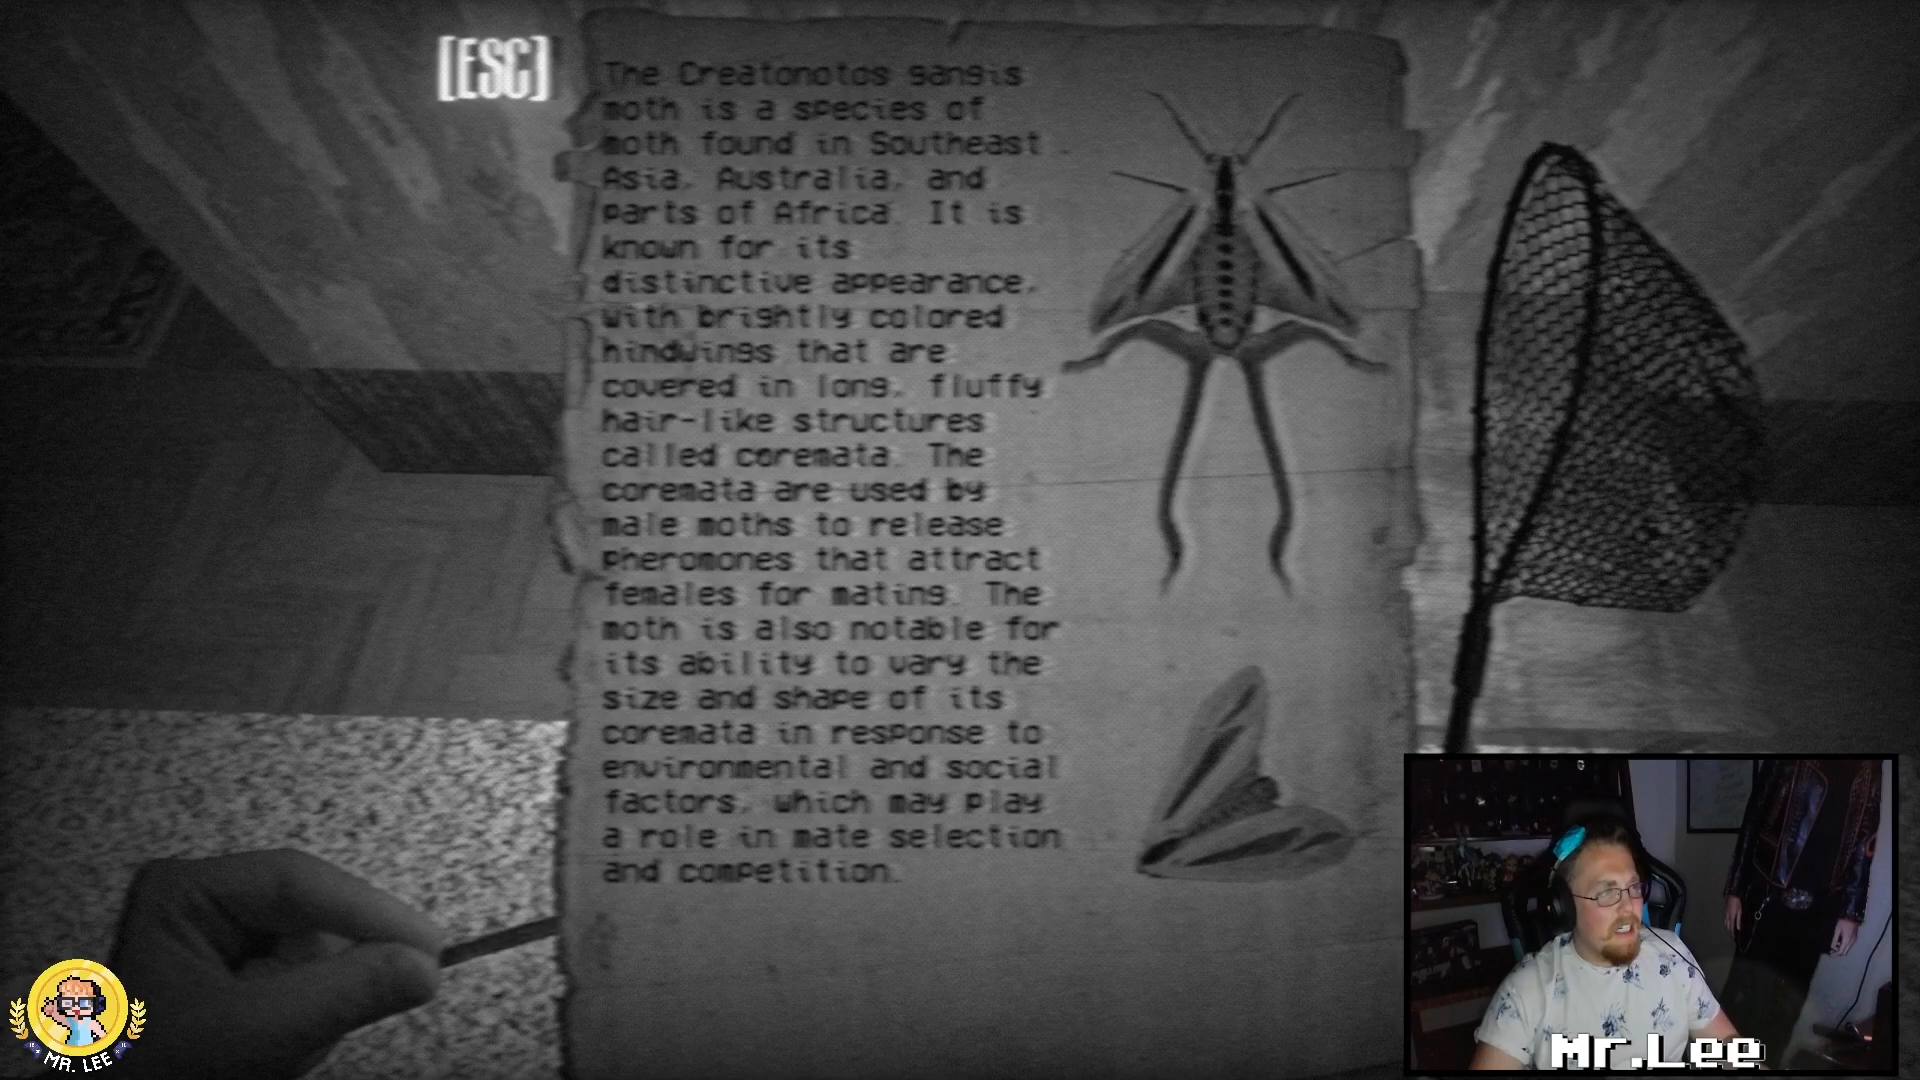 [ESC]
The Creatonotos gangis
moth is a species of
moth found in Southeast
Asia, Australia, and
parts of Africa. It is
known for its
distinctive appearance,
with brightly colored
hindwings that are
covered in long, fluffy
hair-like structures
called coremata. The
coremata are used by
male moths to release
pheromones that attract
females for mating. The
moth is also notable for
its ability to vary the
size and shape of its
coremata in response to
environmental and social
factors, which may play
a role in mate selection
and competition.
MR. LEE
Mr.Lee